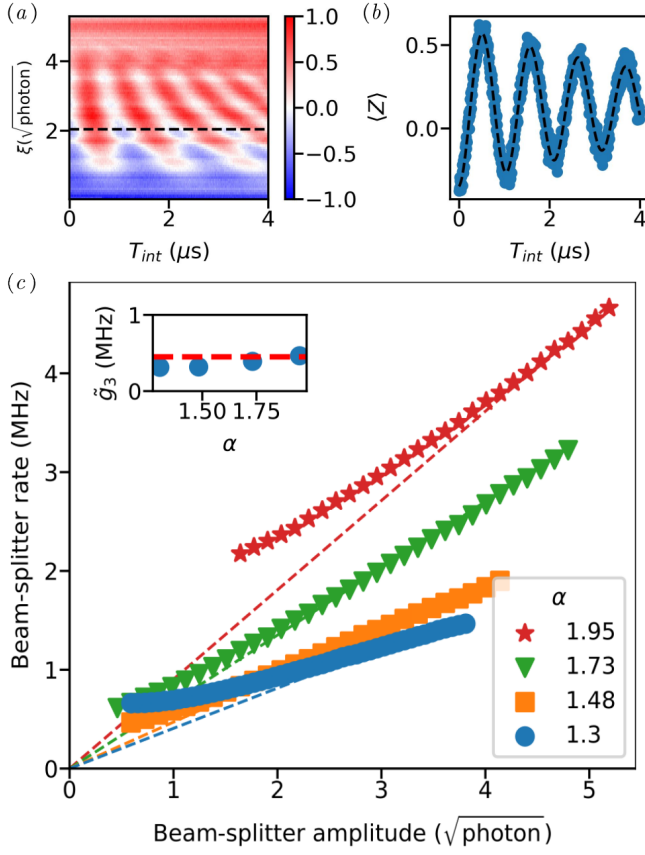 (a)
ξ(√photon)
4
2
0
2
4
T_int (μs)
1.0
0.5
0.0
−0.5
−1.0
(b)
⟨Z⟩
0.5
0.0
0
2
4
T_int (μs)
(c)
Beam-splitter rate (MHz)
4
3
2
1
0
g̃₃ (MHz)
1
0
1.50 1.75
α
α
1.95
1.73
1.48
1.3
0 1 2 3 4 5
Beam-splitter amplitude (√photon)